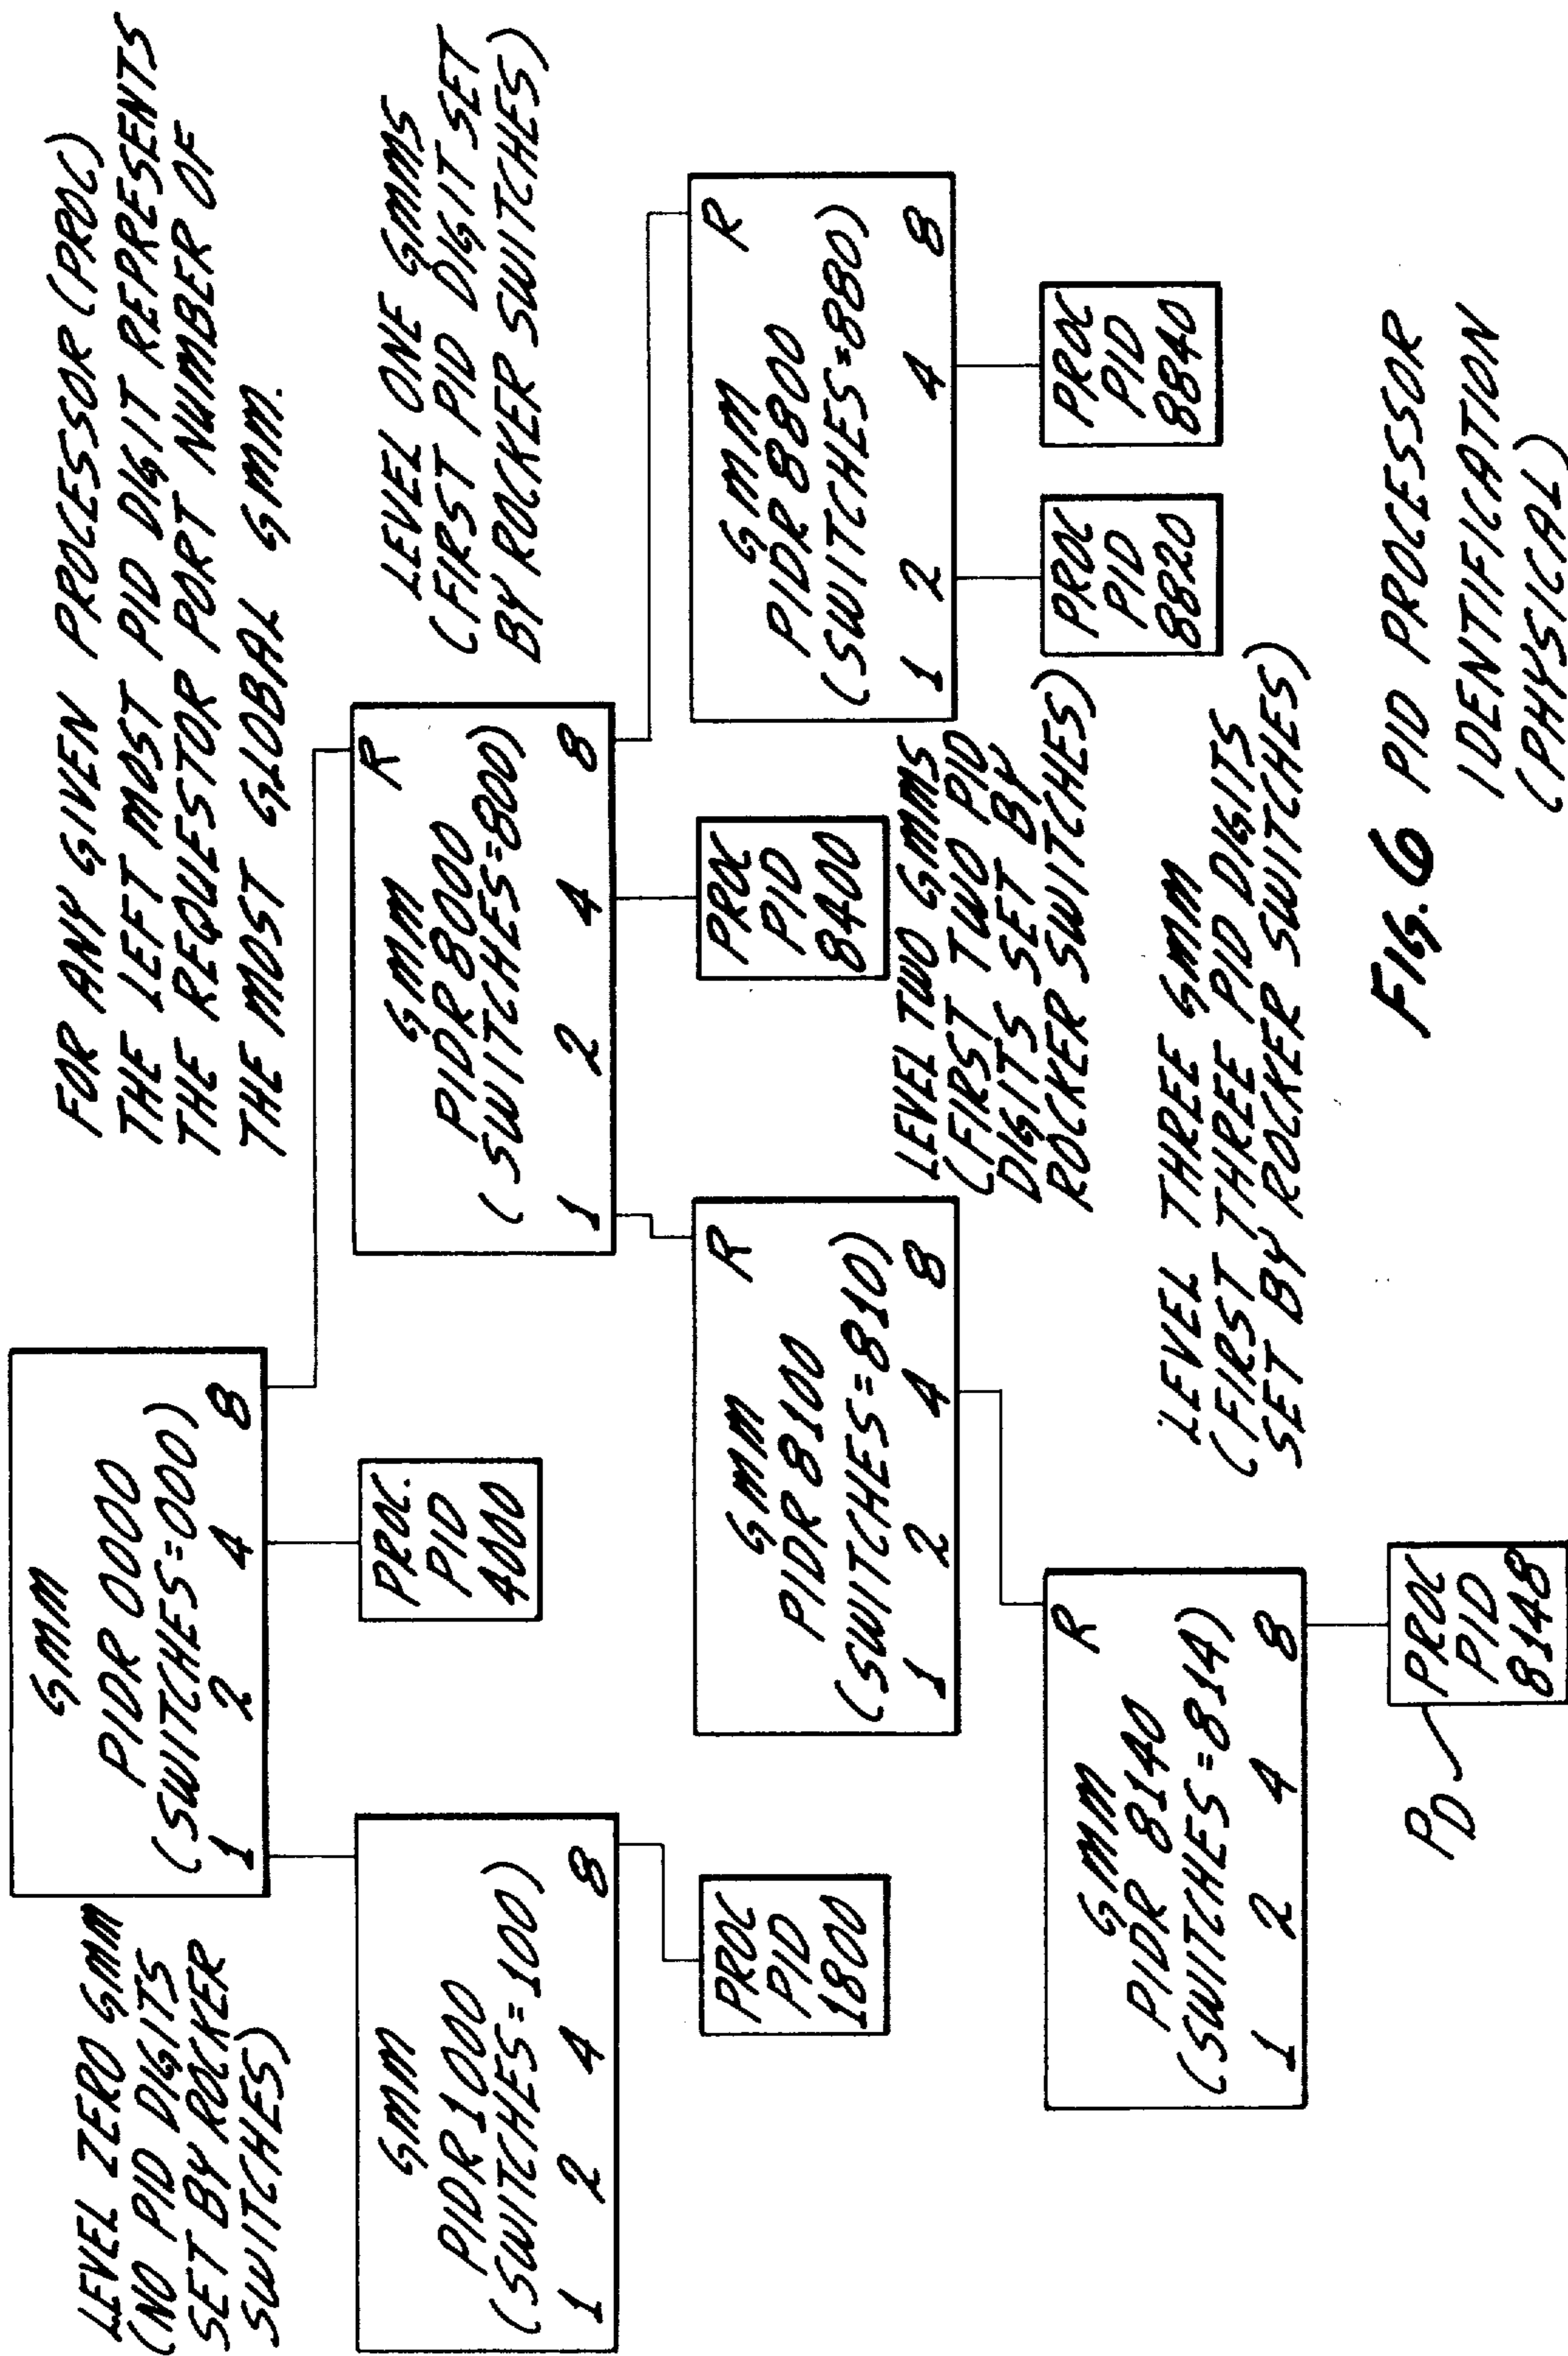 LEVEL ZERO GMM
(NO PID DIGITS
SET BY ROCKER
SWITCHES)
GMM
PIDR 0000
(SWITCHES=000)
1 2 4 8
FOR ANY GIVEN PROCESSOR (PROC)
THE LEFT MOST PID DIGIT REPRESENTS
THE REQUESTOR PORT NUMBER OF
THE MOST GLOBAL GMM.
GMM
PIDR 1000
(SWITCHES=100)
1 2 4 8
PROC.
PID
4000
R
GMM
PIDR 8000
(SWITCHES=800)
1 2 4 8
LEVEL ONE GMMS
(FIRST PID DIGIT SET
BY ROCKER SWITCHES)
PROC
PID
1800
R
GMM
PIDR 8100
(SWITCHES=810)
1 2 4 8
PROC
PID
8400
R
GMM
PIDR 8800
(SWITCHES=880)
1 2 4 8
LEVEL TWO GMMS
(FIRST TWO PID
DIGITS SET BY
ROCKER SWITCHES)
PROC
PID
8820
PROC
PID
8840
R
GMM
PIDR 8140
(SWITCHES=814)
1 2 4 8
LEVEL THREE GMM
(FIRST THREE PID DIGITS
SET BY ROCKER SWITCHES)
PD
PROC
PID
8148
FIG. 6 PID PROCESSOR
IDENTIFICATION
(PHYSICAL)